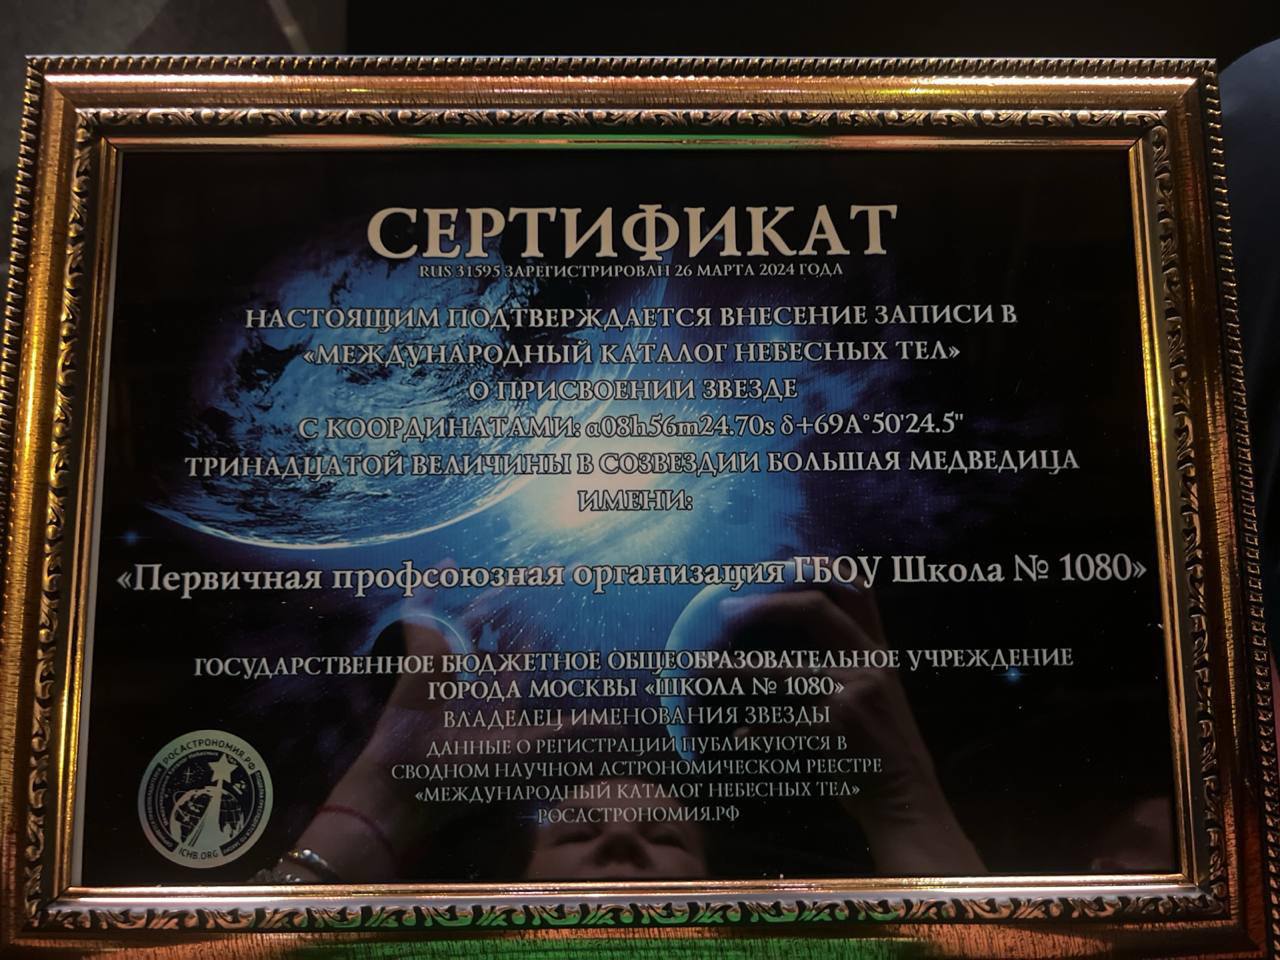 СЕРТИФИКАТ
RUS 31595 ЗАРЕГИСТРИРОВАН 26 МАРТА 2024 ГОДА
НАСТОЯЩИМ ПОДТВЕРЖДАЕТСЯ ВНЕСЕНИЕ ЗАПИСИ В
«МЕЖДУНАРОДНЫЙ КАТАЛОГ НЕБЕСНЫХ ТЕЛ»
О ПРИСВОЕНИИ ЗВЕЗДЕ
С КООРДИНАТАМИ: α08h56m24.70s δ+69A°50'24.5"
ТРИНАДЦАТОЙ ВЕЛИЧИНЫ В СОЗВЕЗДИИ БОЛЬШАЯ МЕДВЕДИЦА
ИМЕНИ:
«Первичная профсоюзная организация ГБОУ Школа № 1080»
ГОСУДАРСТВЕННОЕ БЮДЖЕТНОЕ ОБЩЕОБРАЗОВАТЕЛЬНОЕ УЧРЕЖДЕНИЕ
ГОРОДА МОСКВЫ «ШКОЛА № 1080»
ВЛАДЕЛЕЦ ИМЕНОВАНИЯ ЗВЕЗДЫ
ДАННЫЕ О РЕГИСТРАЦИИ ПУБЛИКУЮТСЯ В
СВОДНОМ НАУЧНОМ АСТРОНОМИЧЕСКОМ РЕЕСТРЕ
«МЕЖДУНАРОДНЫЙ КАТАЛОГ НЕБЕСНЫХ ТЕЛ»
РОСАСТРОНОМИЯ.РФ
РОСАСТРОНОМИЯ.РФ
ICHB.ORG